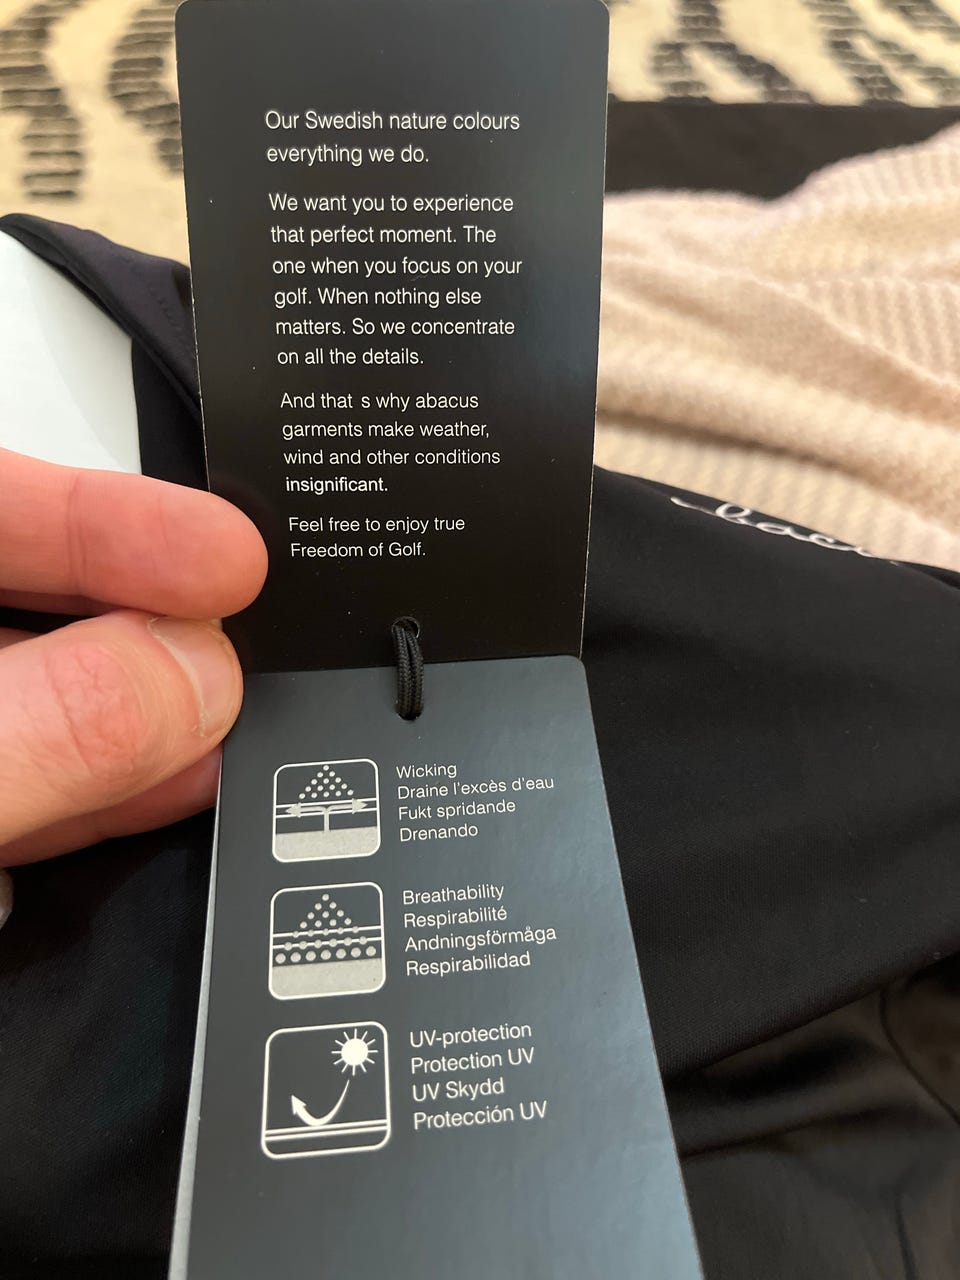 Our Swedish nature colours
everything we do.
We want you to experience
that perfect moment. The
one when you focus on your
golf. When nothing else
matters. So we concentrate
on all the details.
And that s why abacus
garments make weather,
wind and other conditions
insignificant.
Feel free to enjoy true
Freedom of Golf.
Wicking
Draine l'excès d'eau
Fukt spridande
Drenando
Breathability
Respirabilité
Andningsförmåga
Respirabilidad
UV-protection
Protection UV
UV Skydd
Protección UV